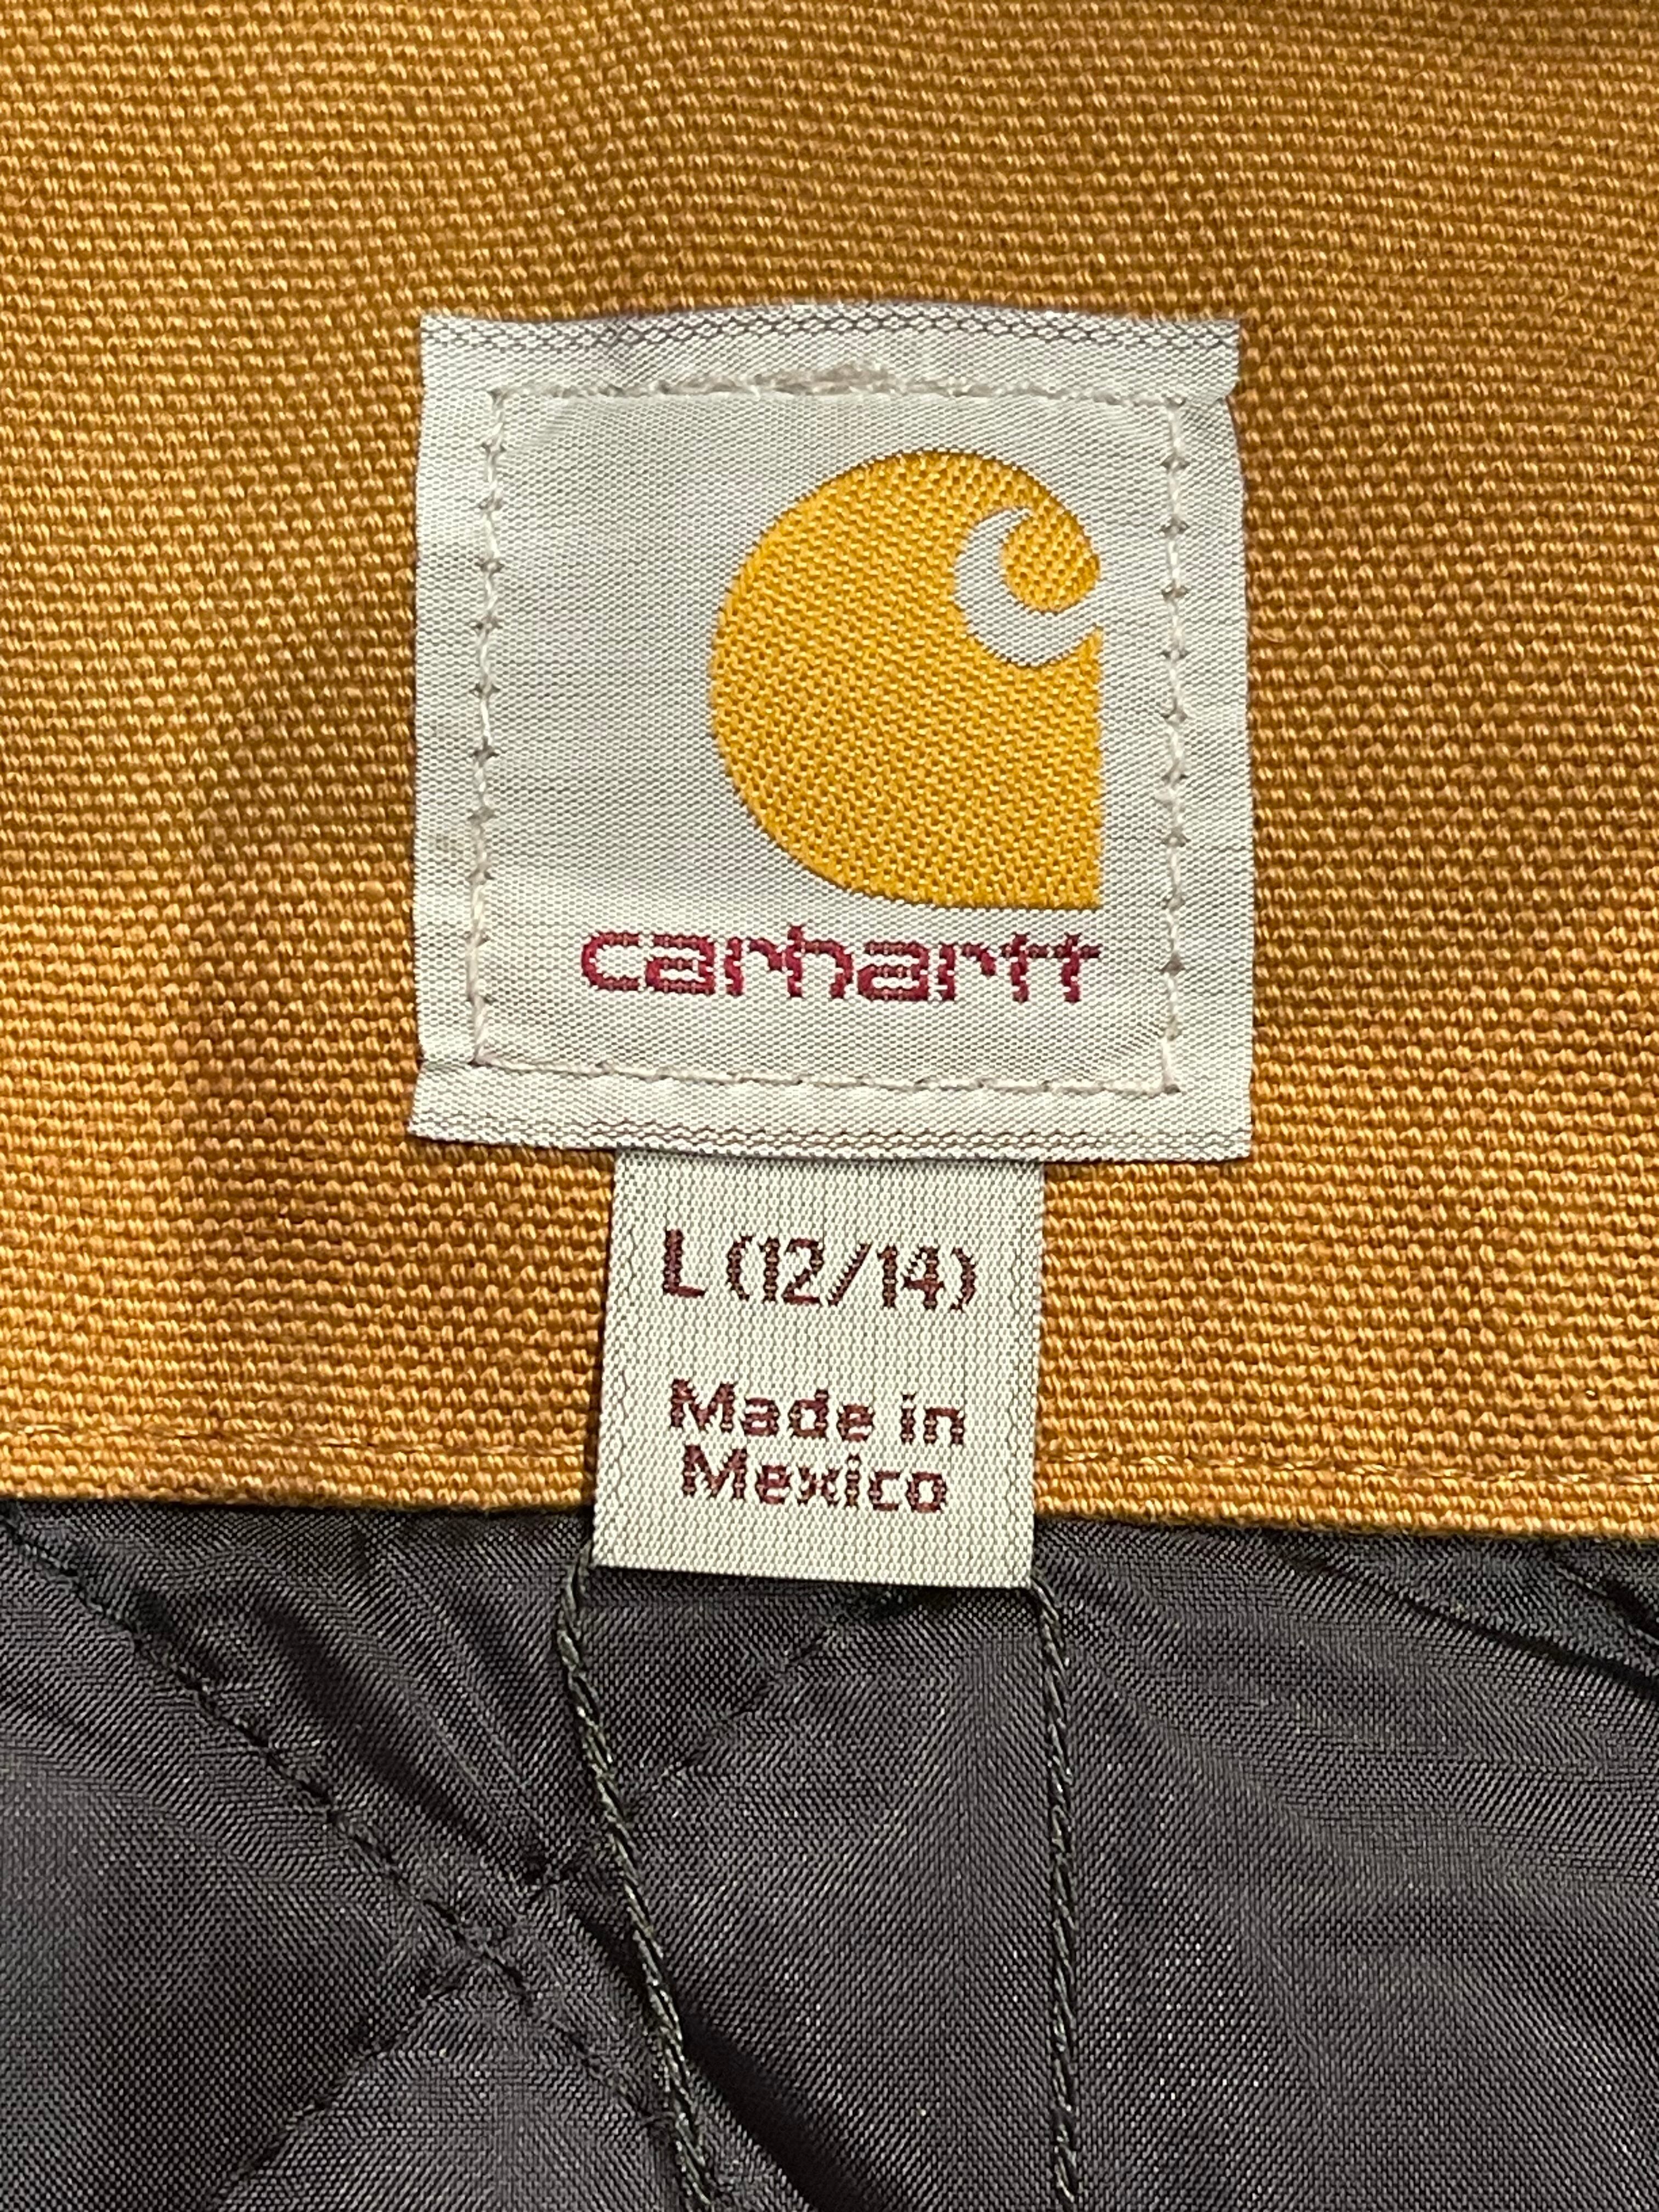 carhartt
L (12/14)
Made in
Mexico